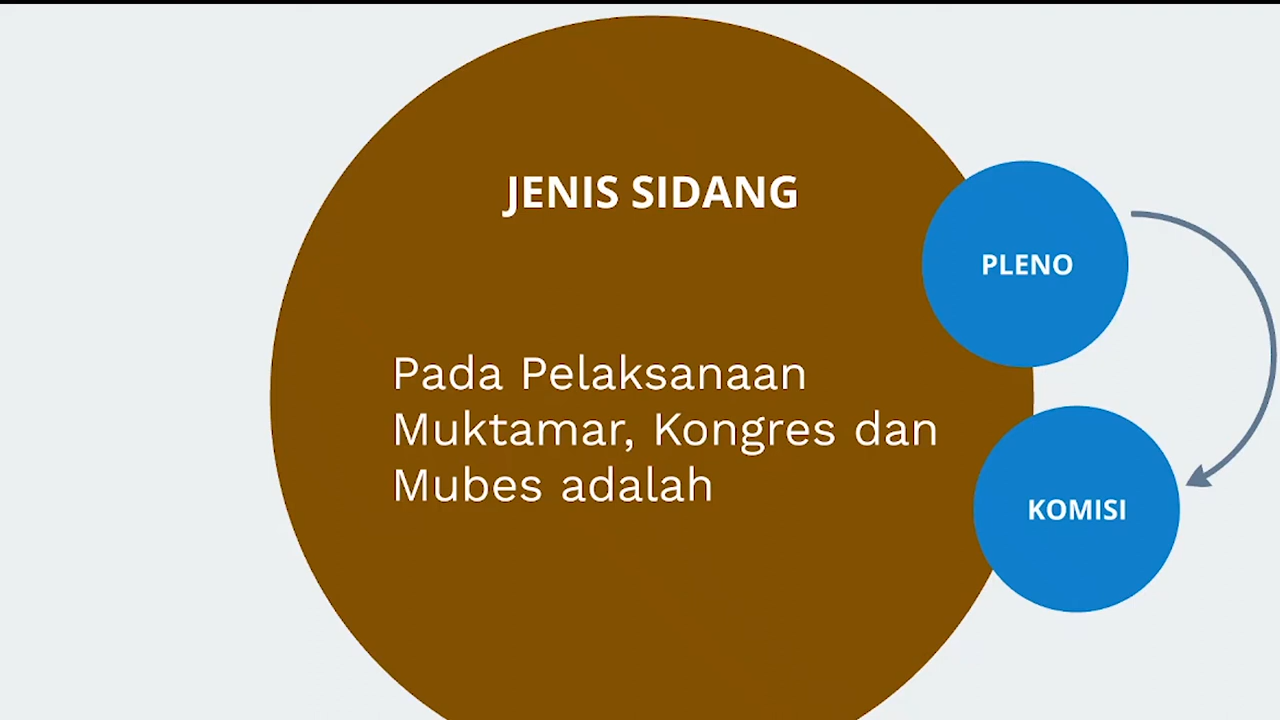 JENIS SIDANG
PLENO
Pada Pelaksanaan
Muktamar, Kongres dan
Mubes adalah
KOMISI